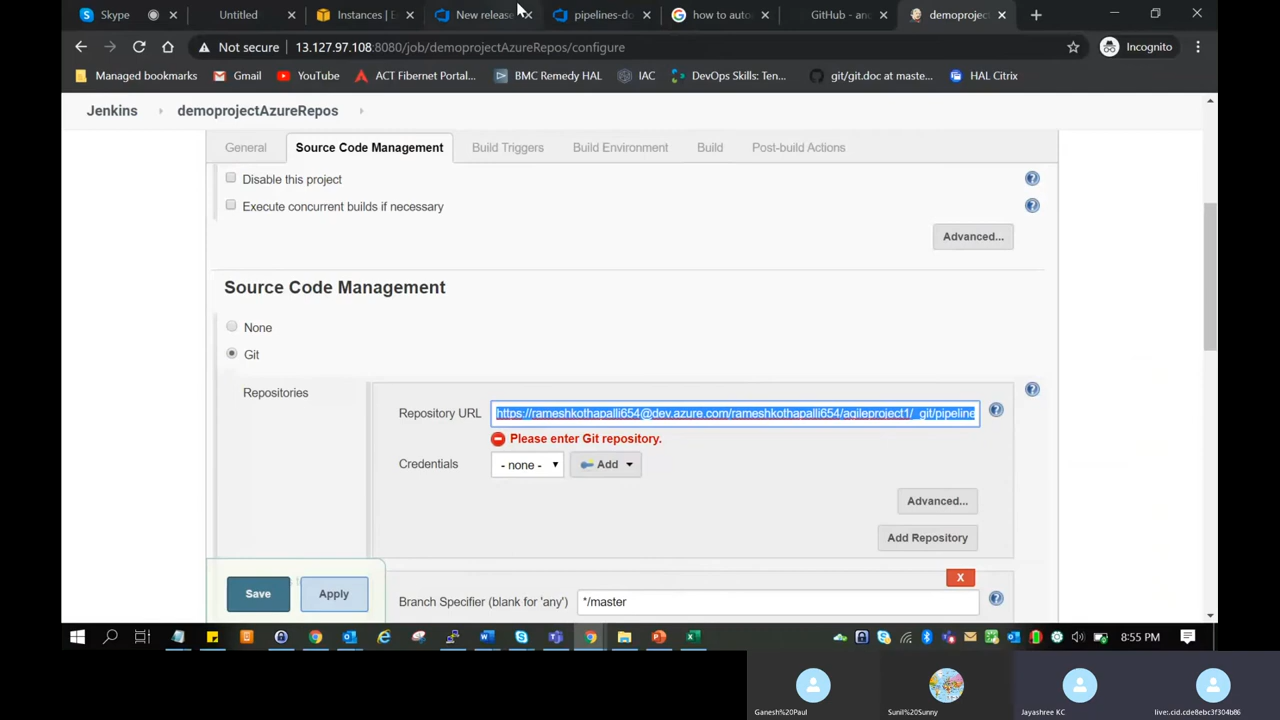 Skype
Untitled
Instances | E
New release
pipelines-do
how to auto
GitHub - an
demoproject
Not secure
13.127.97.108:8080/job/demoprojectAzureRepos/configure
Incognito
Managed bookmarks
Gmail
YouTube
ACT Fibernet Portal...
BMC Remedy HAL
IAC
DevOps Skills: Ten...
git/git.doc at maste...
HAL Citrix
Jenkins
demoprojectAzureRepos
General
Source Code Management
Build Triggers
Build Environment
Build
Post-build Actions
Disable this project
Execute concurrent builds if necessary
Advanced...
Source Code Management
None
Git
Repositories
Repository URL
https://rameshkothapalli654@dev.azure.com/rameshkothapalli654/agileproject1/_git/pipeline
Please enter Git repository.
Credentials
- none -
Add
Advanced...
Add Repository
X
Save
Apply
Branch Specifier (blank for 'any')
*/master
8:55 PM
Ganesh%20Paul
Sunil%20Sunny
Jayashree KC
live:.cid.cde8ebc3f304b86